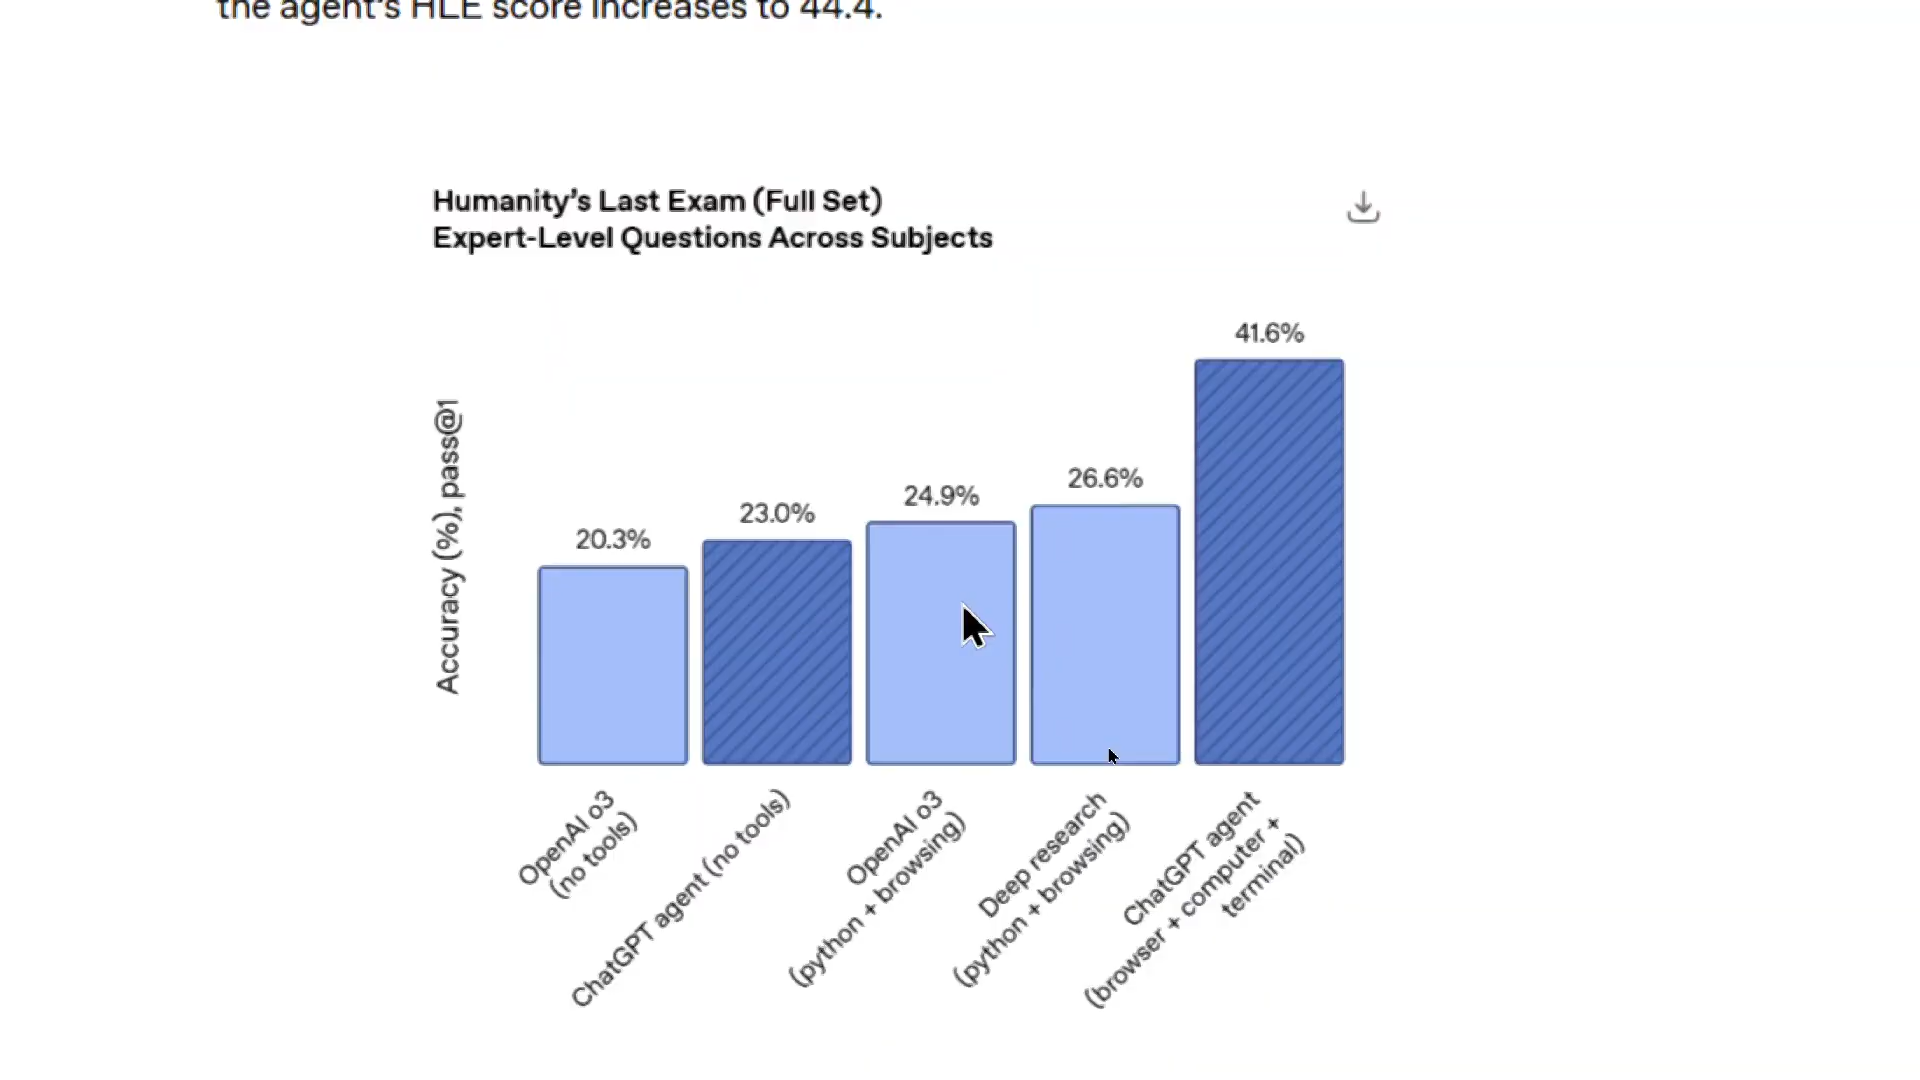 the agent's HLE score increases to 44.4.
Humanity's Last Exam (Full Set)
Expert-Level Questions Across Subjects
Accuracy (%), pass@1
20.3%
23.0%
24.9%
26.6%
41.6%
OpenAI o3
(no tools)
ChatGPT agent (no tools)
OpenAI o3
(python + browsing)
Deep research
(python + browsing)
ChatGPT agent
(browser + computer +
terminal)